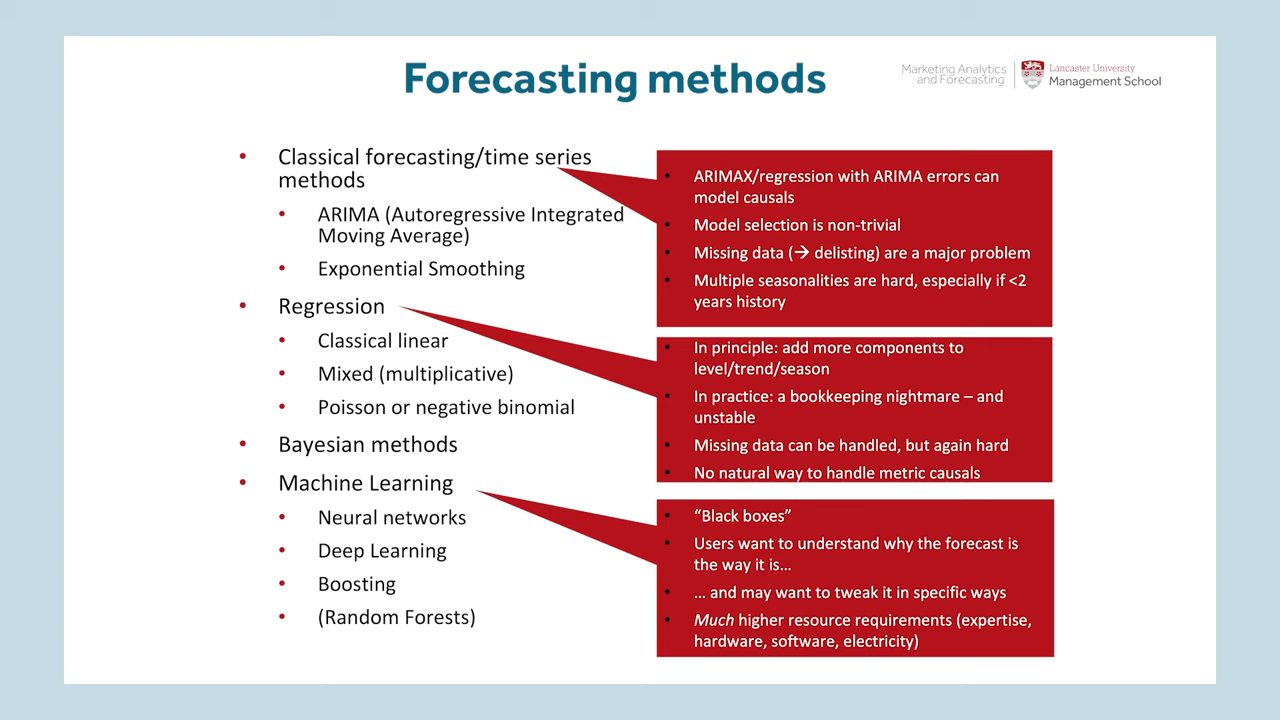 Forecasting methods
Marketing Analytics
and Forecasting
Lancaster University
Management School
• Classical forecasting/time series
methods
• ARIMA (Autoregressive Integrated
Moving Average)
• Exponential Smoothing
• Regression
• Classical linear
• Mixed (multiplicative)
• Poisson or negative binomial
• Bayesian methods
• Machine Learning
• Neural networks
• Deep Learning
• Boosting
• (Random Forests)
• ARIMAX/regression with ARIMA errors can
model causals
• Model selection is non-trivial
• Missing data (→ delisting) are a major problem
• Multiple seasonalities are hard, especially if <2
years history
• In principle: add more components to
level/trend/season
• In practice: a bookkeeping nightmare – and
unstable
• Missing data can be handled, but again hard
• No natural way to handle metric causals
• “Black boxes”
• Users want to understand why the forecast is
the way it is…
• … and may want to tweak it in specific ways
• Much higher resource requirements (expertise,
hardware, software, electricity)